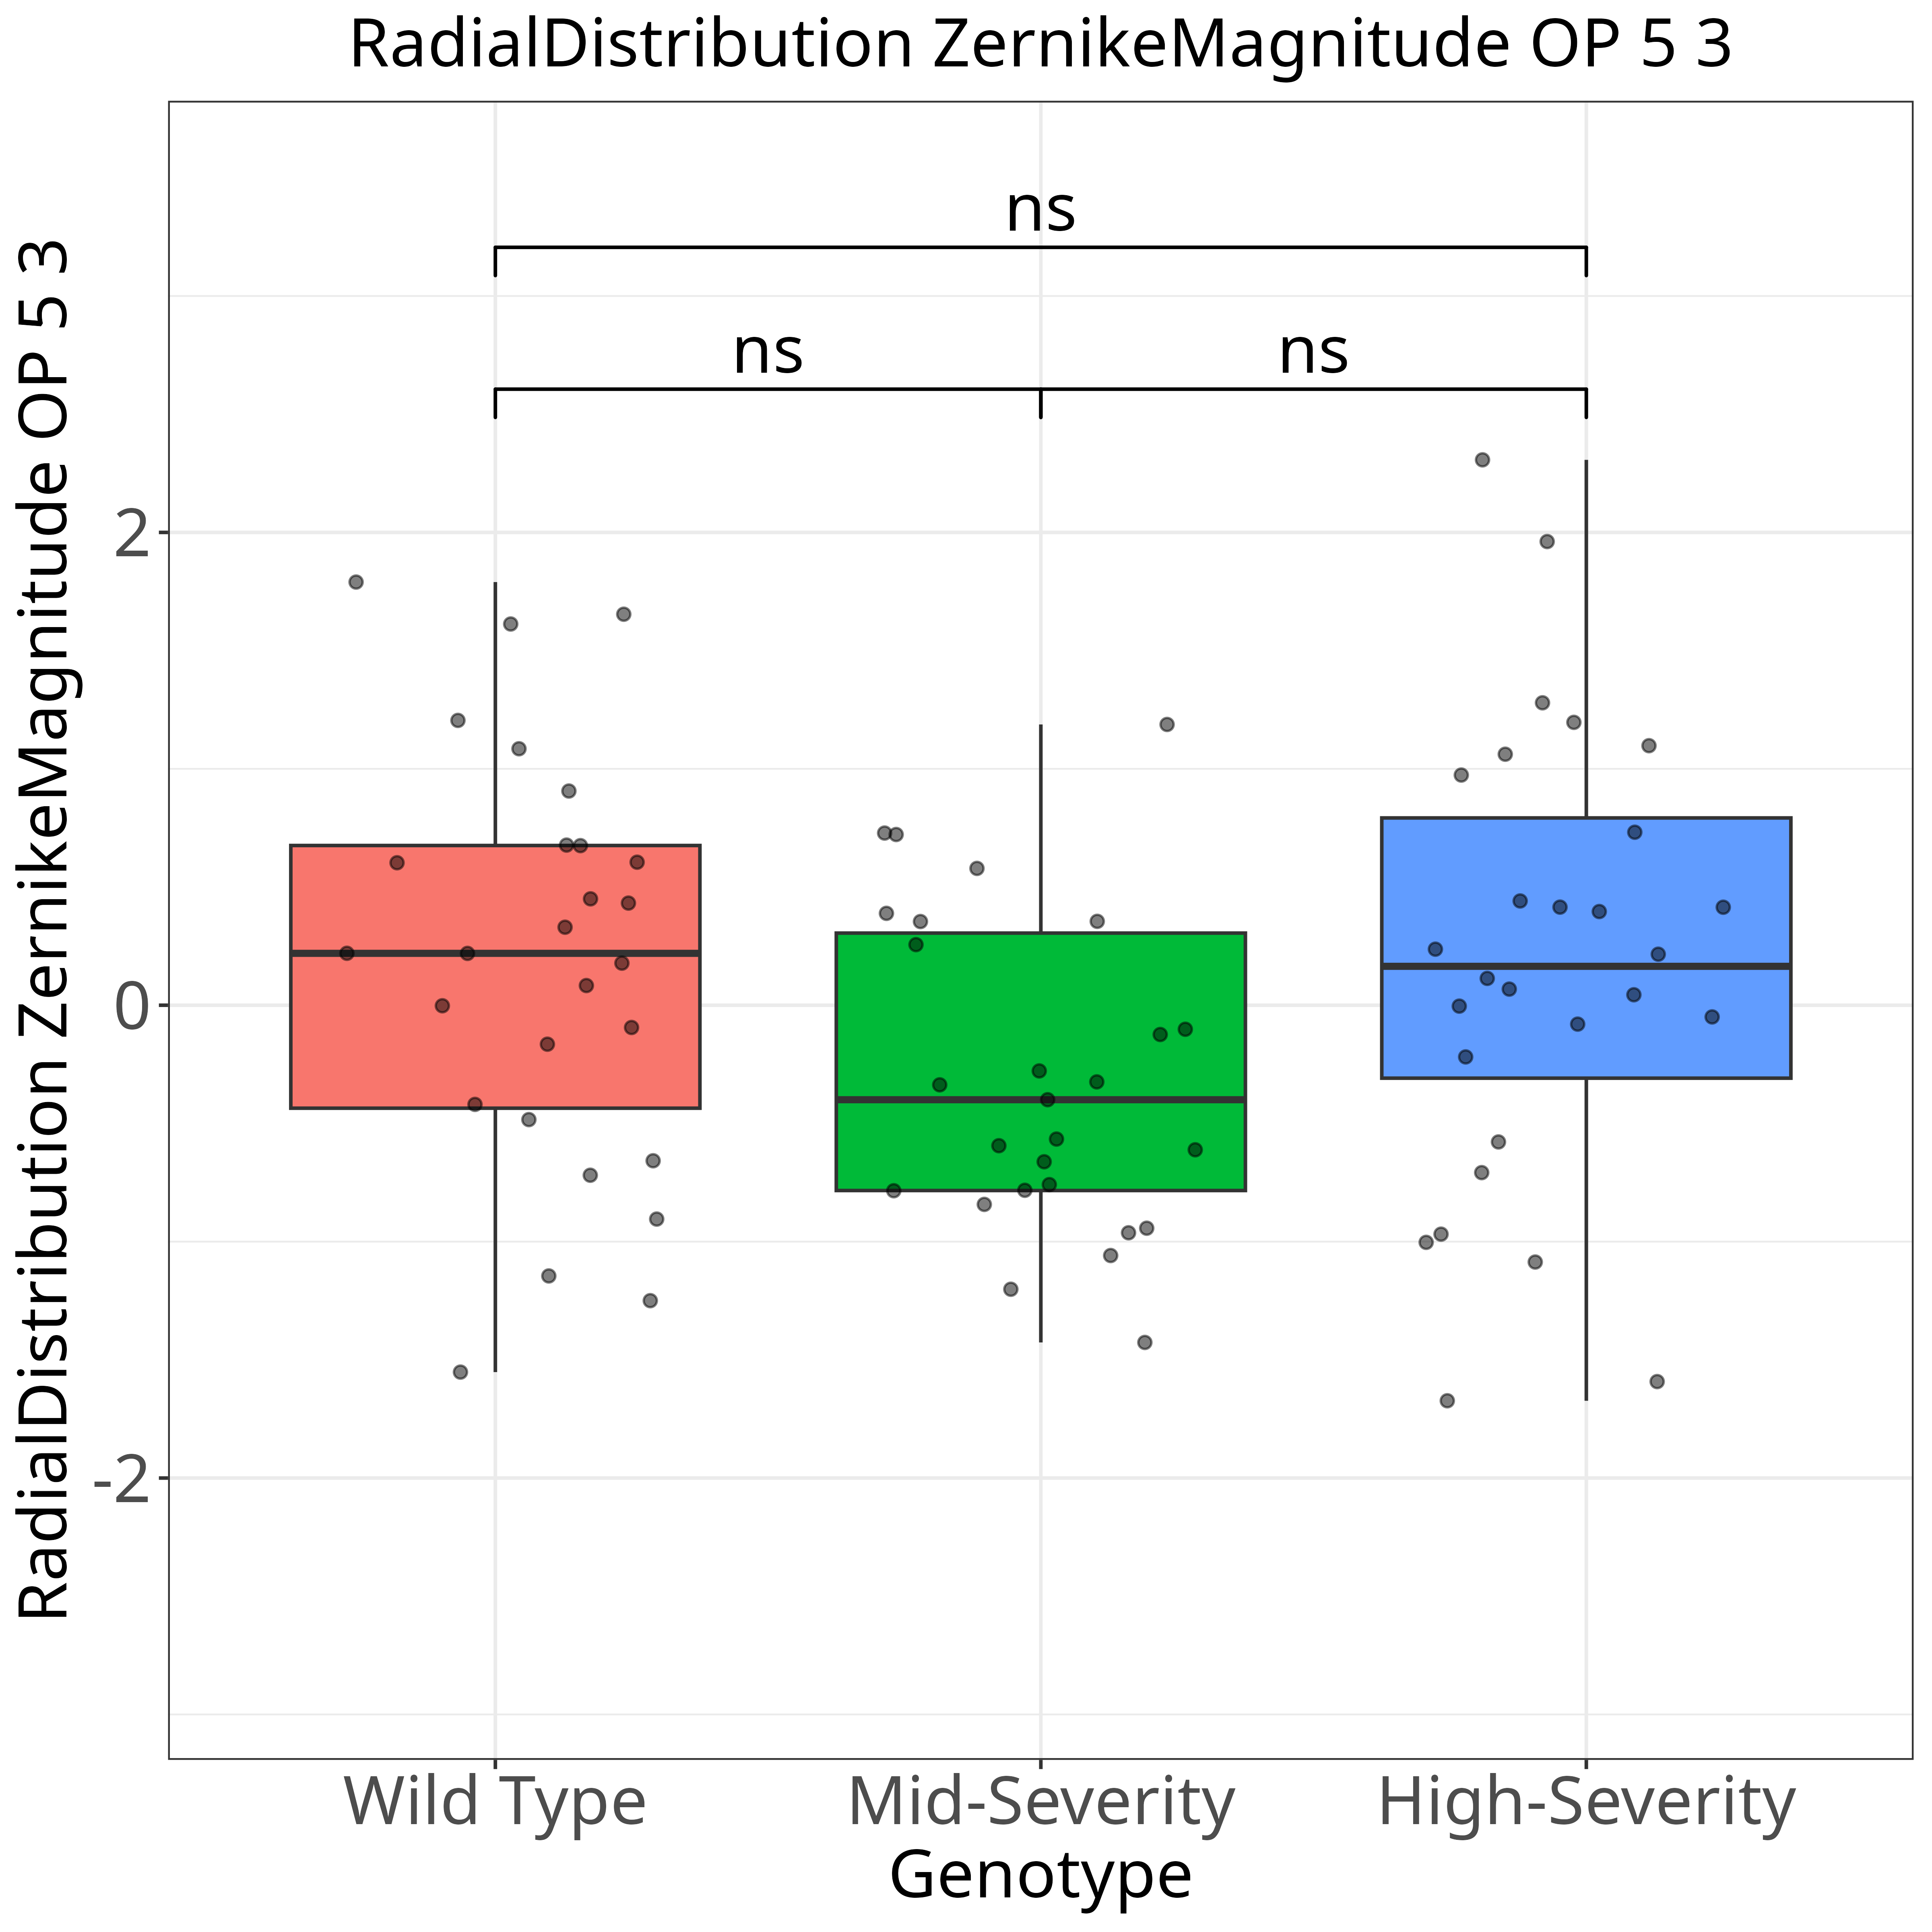 RadialDistribution ZernikeMagnitude OP 5 3
RadialDistribution ZernikeMagnitude OP 5 3
ns
ns
ns
2
0
-2
Wild Type
Mid-Severity
High-Severity
Genotype